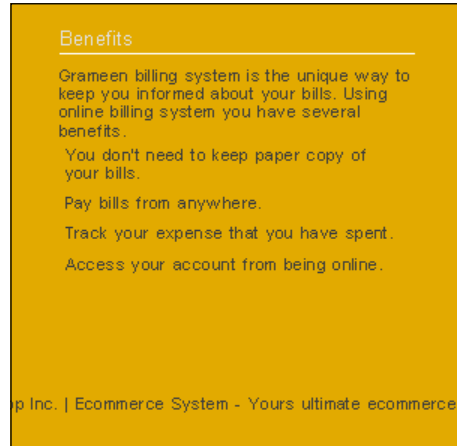 Benefits
Grameen billing system is the unique way to
keep you informed about your bills. Using
online billing system you have several
benefits.
You don't need to keep paper copy of
your bills.
Pay bills from anywhere.
Track your expense that you have spent.
Access your account from being online.
op Inc. | Ecommerce System - Yours ultimate ecommerce